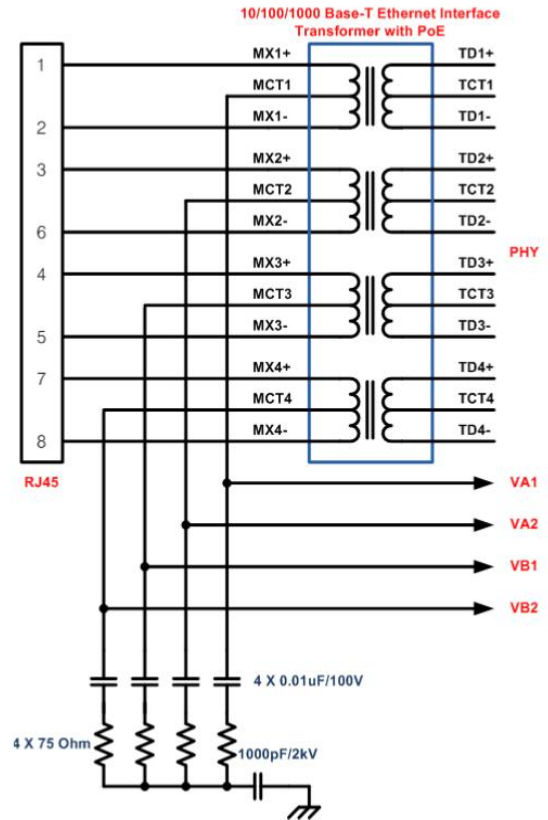 10/100/1000 Base-T Ethernet Interface
Transformer with PoE
1 MX1+ TD1+
MCT1 TCT1
2 MX1- TD1-
3 MX2+ TD2+
MCT2 TCT2
6 MX2- TD2-
PHY
4 MX3+ TD3+
MCT3 TCT3
5 MX3- TD3-
7 MX4+ TD4+
MCT4 TCT4
8 MX4- TD4-
RJ45
VA1
VA2
VB1
VB2
4 X 0.01uF/100V
4 X 75 Ohm
1000pF/2kV